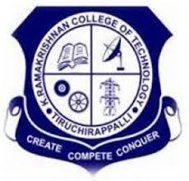 K.RAMAKRISHNAN COLLEGE OF TECHNOLOGY
TIRUCHIRAPPALLI
CREATE COMPETE CONQUER